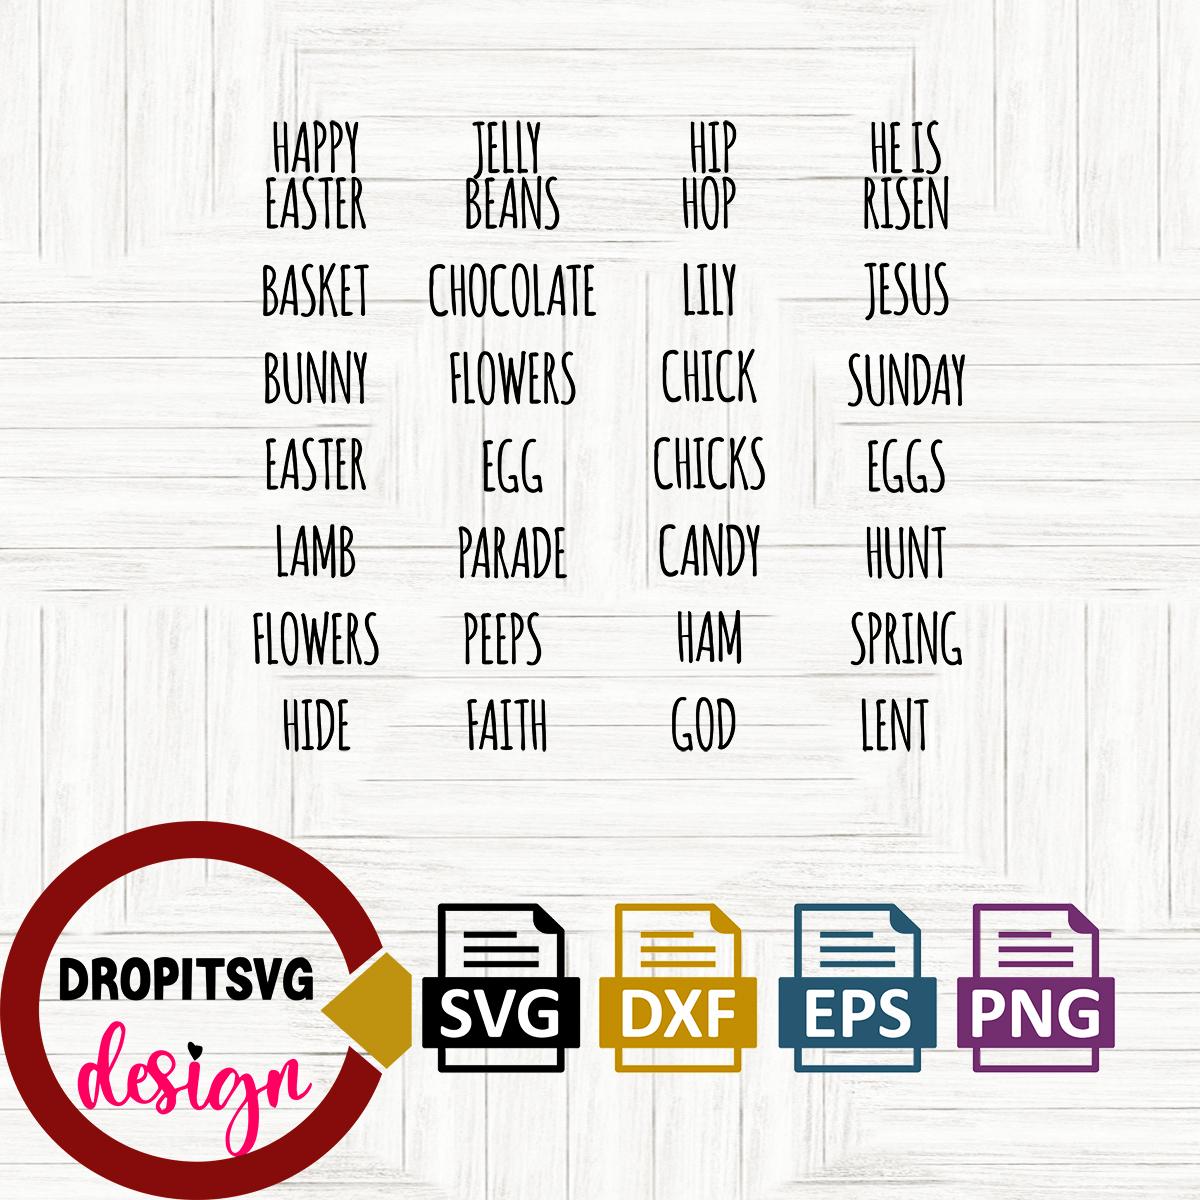 HAPPY EASTER
JELLY BEANS
HIP HOP
HE IS RISEN
BASKET CHOCOLATE LILY JESUS
BUNNY FLOWERS CHICK SUNDAY
EASTER EGG CHICKS EGGS
LAMB PARADE CANDY HUNT
FLOWERS PEEPS HAM SPRING
HIDE FAITH GOD LENT
DROPITSVG
design
SVG DXF EPS PNG